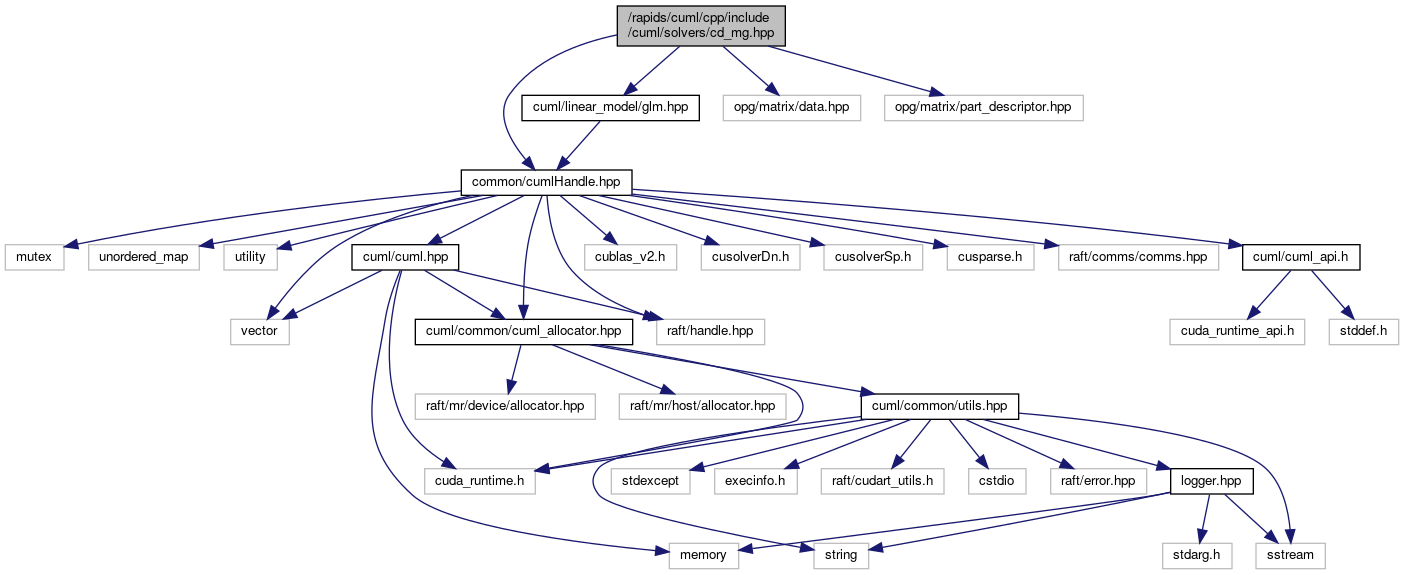 /rapids/cuml/cpp/include
/cuml/solvers/cd_mg.hpp
cuml/linear_model/glm.hpp
opg/matrix/data.hpp
opg/matrix/part_descriptor.hpp
common/cumlHandle.hpp
mutex
unordered_map
utility
cuml/cuml.hpp
cublas_v2.h
cusolverDn.h
cusolverSp.h
cusparse.h
raft/comms/comms.hpp
cuml/cuml_api.h
vector
cuml/common/cuml_allocator.hpp
raft/handle.hpp
cuda_runtime_api.h
stddef.h
raft/mr/device/allocator.hpp
raft/mr/host/allocator.hpp
cuml/common/utils.hpp
cuda_runtime.h
stdexcept
execinfo.h
raft/cudart_utils.h
cstdio
raft/error.hpp
logger.hpp
memory
string
stdarg.h
sstream